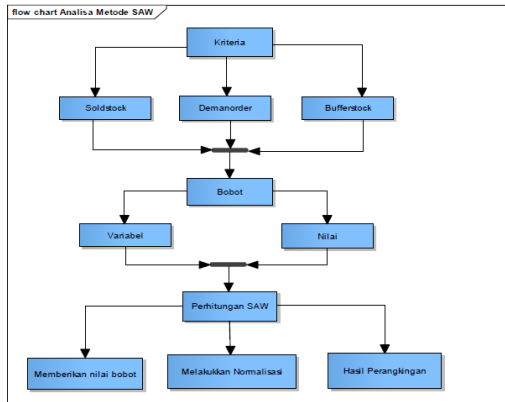 flow chart Analisa Metode SAW
Kriteria
Soldstock
Demanorder
Bufferstock
Bobot
Variabel
Nilai
Perhitungan SAW
Memberikan nilai bobot
Melakukkan Normalisasi
Hasil Perangkingan